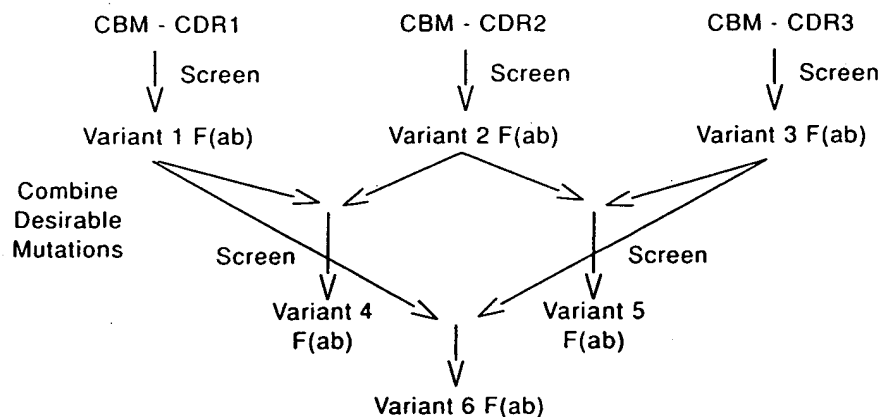 CBM - CDR1
CBM - CDR2
CBM - CDR3
Screen
Screen
Screen
Variant 1 F(ab)
Variant 2 F(ab)
Variant 3 F(ab)
Combine
Desirable
Mutations
Screen
Screen
Variant 4
F(ab)
Variant 5
F(ab)
Variant 6 F(ab)